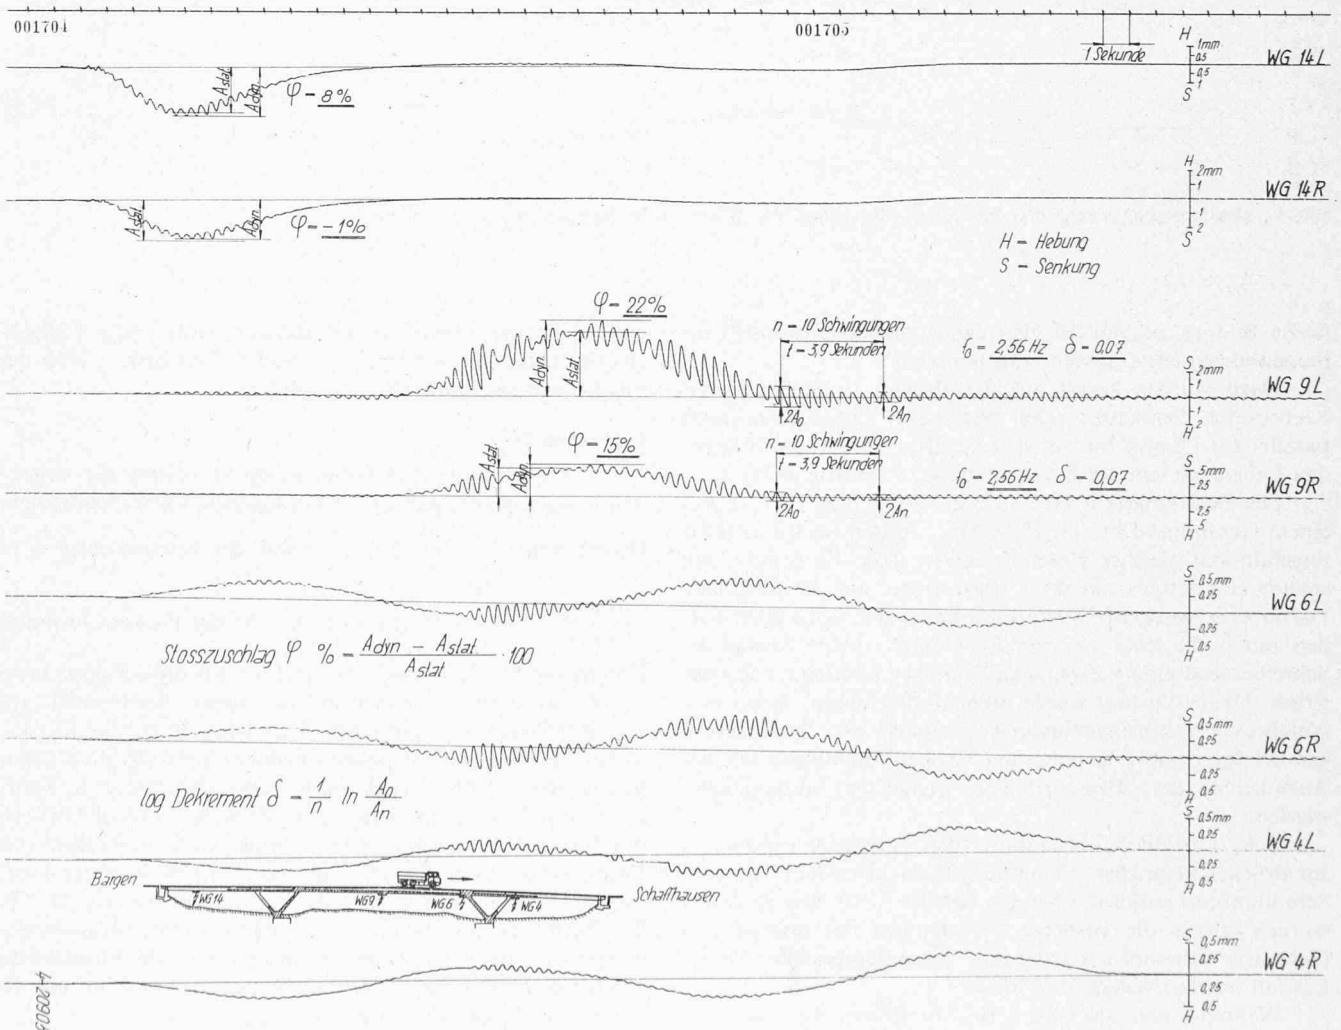 001704
001705
1 Sekunde
H
1mm
0,5
0,5
1
S
WG 14L
Astat.
Adyn.
φ = 8%
H
2mm
1
1
2
S
WG 14R
Astat.
Adyn.
φ = -1%
H = Hebung
S = Senkung
φ = 22%
n = 10 Schwingungen
t = 3,9 Sekunden
f₀ = 2,56 Hz δ = 0,07
Adyn.
Astat.
2A₀
2An
S
2mm
1
1
2
H
WG 9L
φ = 15%
n = 10 Schwingungen
t = 3,9 Sekunden
f₀ = 2,56 Hz δ = 0,07
Astat.
Adyn.
2A₀
2An
S
5mm
2,5
2,5
5
H
WG 9R
S
0,5mm
0,25
0,25
0,5
H
WG 6L
Stosszuschlag φ % = (Adyn − Astat.) / Astat · 100
S
0,5mm
0,25
0,25
0,5
H
WG 6R
log Dekrement δ = 1/n ln A₀/An
S
0,5mm
0,25
0,25
0,5
H
WG 4L
Bargen
Schaffhausen
WG14
WG9
WG6
WG4
S
0,5mm
0,25
0,25
0,5
H
WG 4R